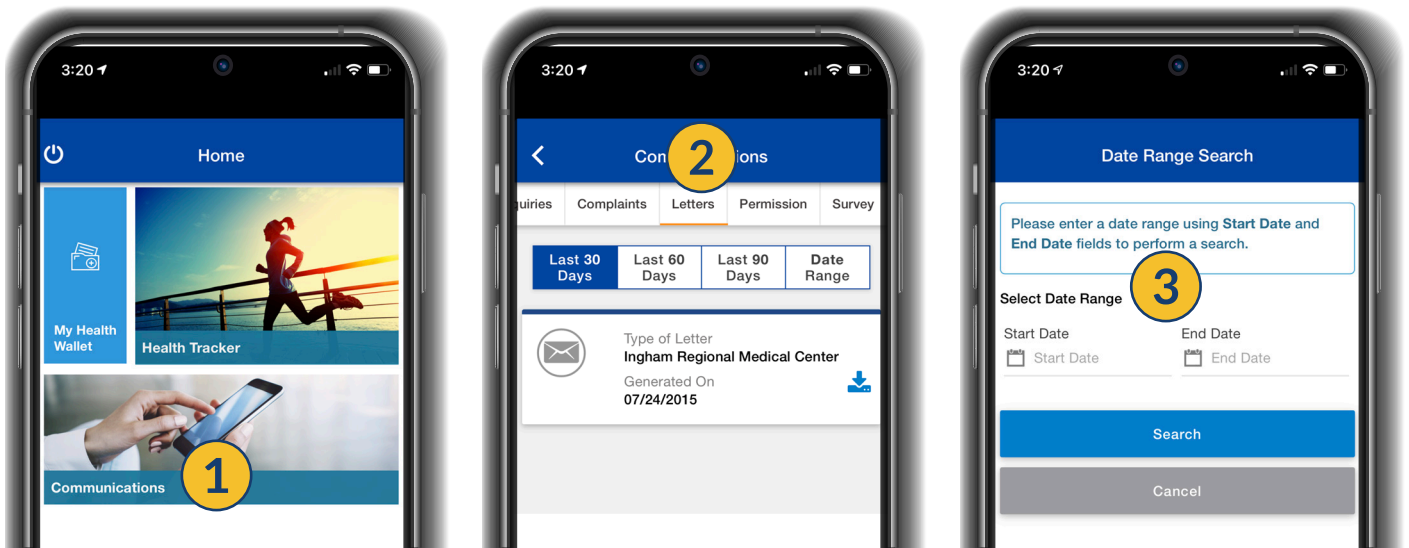 3:20
Home
My Health
Wallet
Health Tracker
Communications
1
3:20
2
Letters
Complaints
Permission
Survey
Last 30
Days
Last 60
Days
Last 90
Days
Date
Range
Type of Letter
Ingham Regional Medical Center
Generated On
07/24/2015
3:20
Date Range Search
Please enter a date range using Start Date and
End Date fields to perform a search.
3
Select Date Range
Start Date
End Date
Start Date
End Date
Search
Cancel